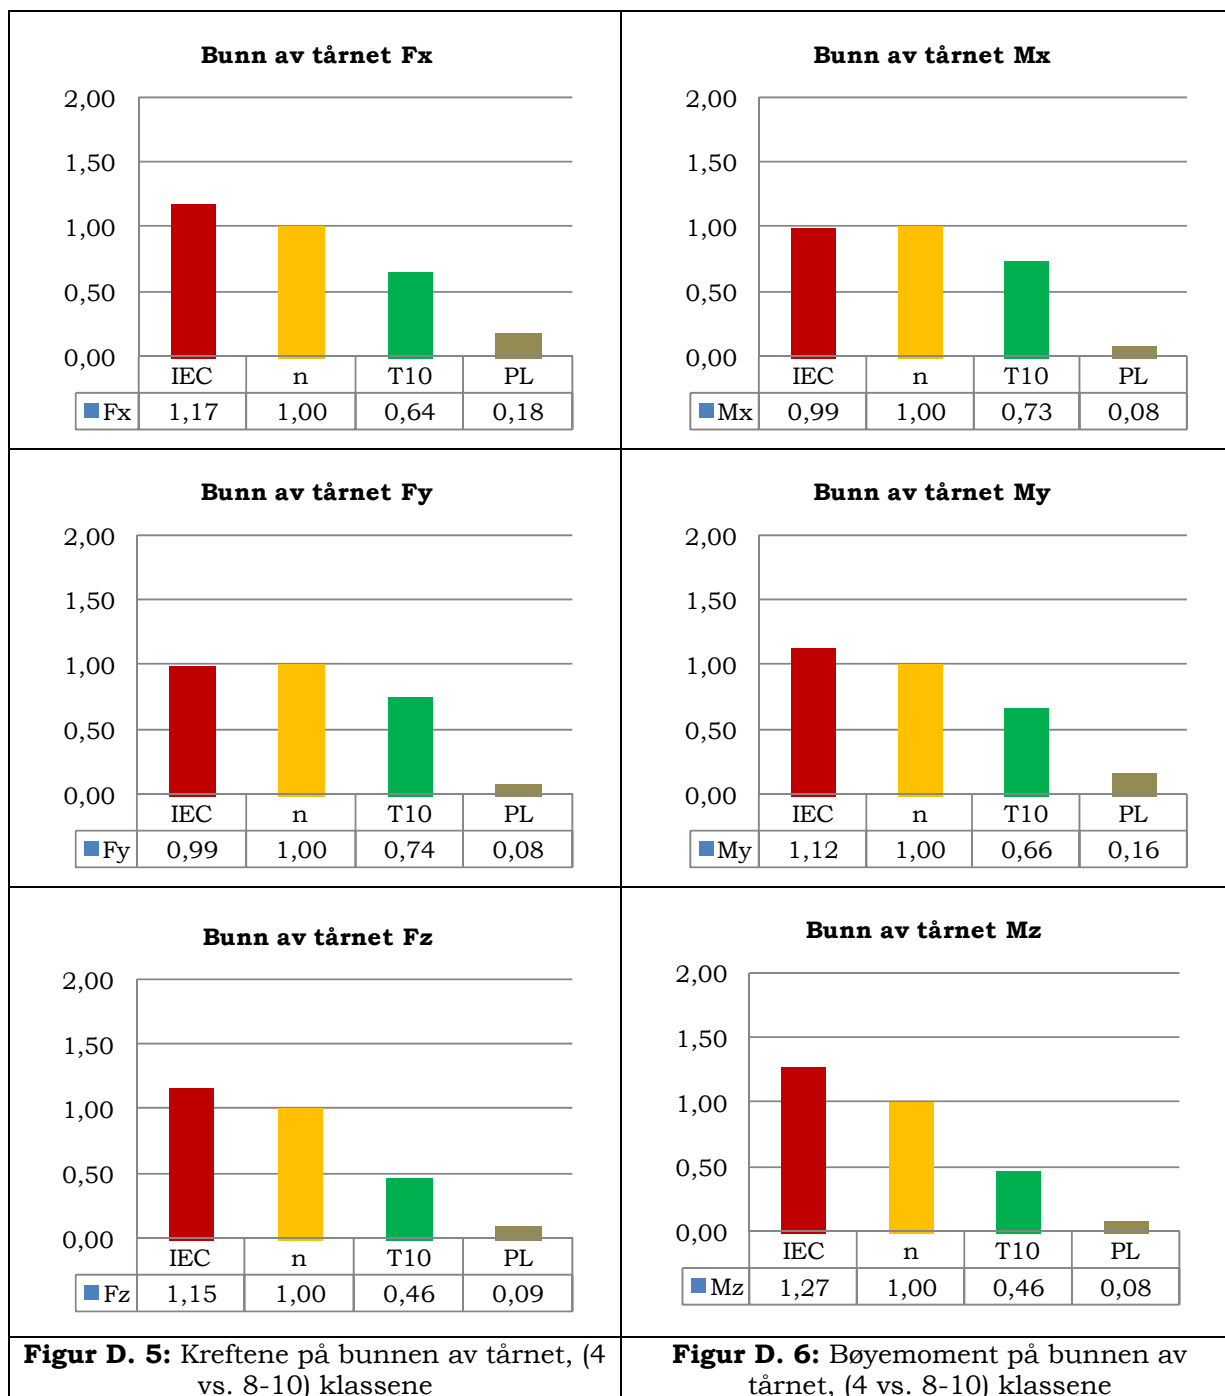 Bunn av tårnet Fx
2,00
1,50
1,00
0,50
0,00
IEC n T10 PL
Fx 1,17 1,00 0,64 0,18
Bunn av tårnet Mx
2,00
1,50
1,00
0,50
0,00
IEC n T10 PL
Mx 0,99 1,00 0,73 0,08
Bunn av tårnet Fy
2,00
1,50
1,00
0,50
0,00
IEC n T10 PL
Fy 0,99 1,00 0,74 0,08
Bunn av tårnet My
2,00
1,50
1,00
0,50
0,00
IEC n T10 PL
My 1,12 1,00 0,66 0,16
Bunn av tårnet Fz
2,00
1,50
1,00
0,50
0,00
IEC n T10 PL
Fz 1,15 1,00 0,46 0,09
Bunn av tårnet Mz
2,00
1,50
1,00
0,50
0,00
IEC n T10 PL
Mz 1,27 1,00 0,46 0,08
Figur D. 5: Kreftene på bunnen av tårnet, (4
vs. 8-10) klassene
Figur D. 6: Bøyemoment på bunnen av
tårnet, (4 vs. 8-10) klassene